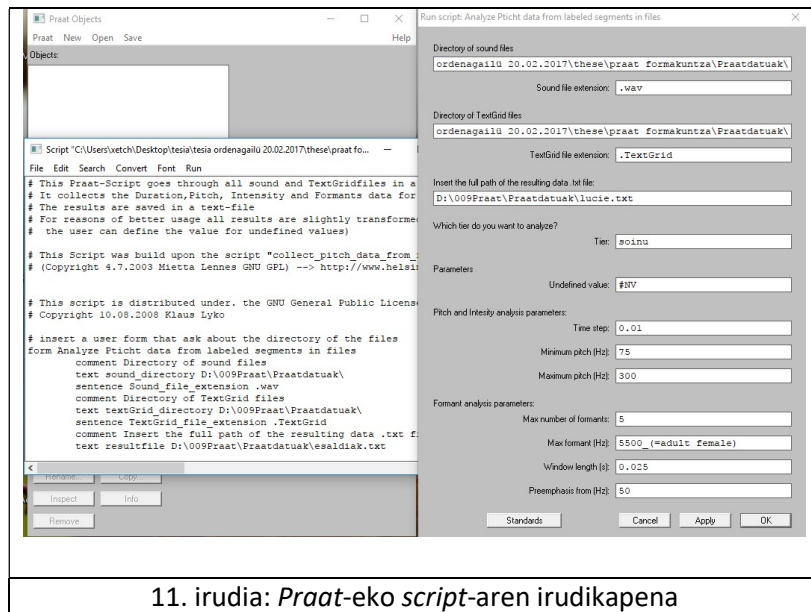 Praat Objects
Praat New Open Save Help
Objects:
Script "C:\Users\xetch\Desktop\tesia\tesia ordenagailü 20.02.2017\these\praat fo...
File Edit Search Convert Font Run
# This Praat-Script goes through all sound and TextGridfiles in a
# It collects the Duration,Pitch, Intensity and Formants data for
# The results are saved in a text-file
# For reasons of better usage all results are slightly transforme
# the user can define the value for undefined values)
# This Script was build upon the script "collect_pitch_data_from_
# (Copyright 4.7.2003 Mietta Lennes GNU GPL) --> http://www.helsi
# This script is distributed under. the GNU General Public Licens
# Copyright 10.08.2008 Klaus Lyko
# insert a user form that ask about the directory of the files
form Analyze Pticht data from labeled segments in files
comment Directory of sound files
text sound_directory D:\009Praat\Praatdatuak\
sentence Sound_file_extension .wav
comment Directory of TextGrid files
text textGrid_directory D:\009Praat\Praatdatuak\
sentence TextGrid_file_extension .TextGrid
comment Insert the full path of the resulting data .txt f
text resultfile D:\009Praat\Praatdatuak\esaldiak.txt
Rename... Copy...
Inspect Info
Remove
Run script: Analyze Pticht data from labeled segments in files
Directory of sound files
ordenagailü 20.02.2017\these\praat formakuntza\Praatdatuak\
Sound file extension: .wav
Directory of TextGrid files
ordenagailü 20.02.2017\these\praat formakuntza\Praatdatuak\
TextGrid file extension: .TextGrid
Insert the full path of the resulting data .txt file:
D:\009Praat\Praatdatuak\lucie.txt
Which tier do you want to analyze?
Tier: soinu
Parameters
Undefined value: #NV
Pitch and Intesity analysis parameters:
Time step: 0.01
Minimum pitch (Hz): 75
Maximum pitch (Hz): 300
Formant analysis parameters:
Max number of formants: 5
Max formant (Hz): 5500_(=adult female)
Window length (s): 0.025
Preemphasis from (Hz): 50
Standards Cancel Apply OK
11. irudia: Praat-eko script-aren irudikapena